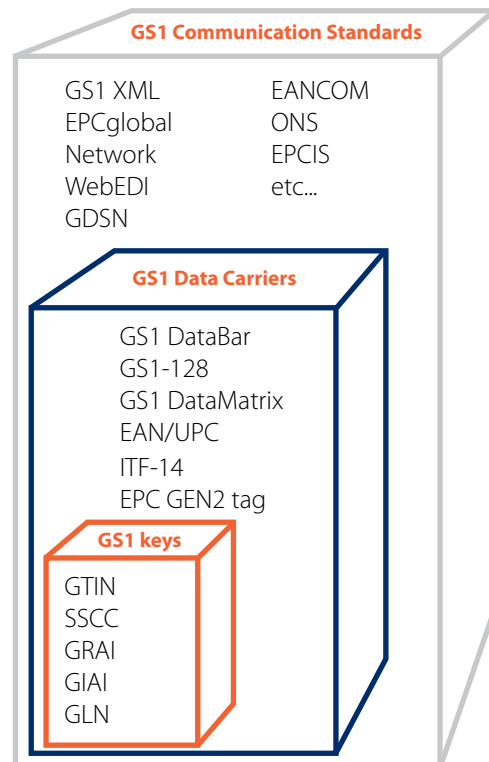 GS1 Communication Standards
GS1 XML
EPCglobal
Network
WebEDI
GDSN
EANCOM
ONS
EPCIS
etc...
GS1 Data Carriers
GS1 DataBar
GS1-128
GS1 DataMatrix
EAN/UPC
ITF-14
EPC GEN2 tag
GS1 keys
GTIN
SSCC
GRAI
GIAI
GLN